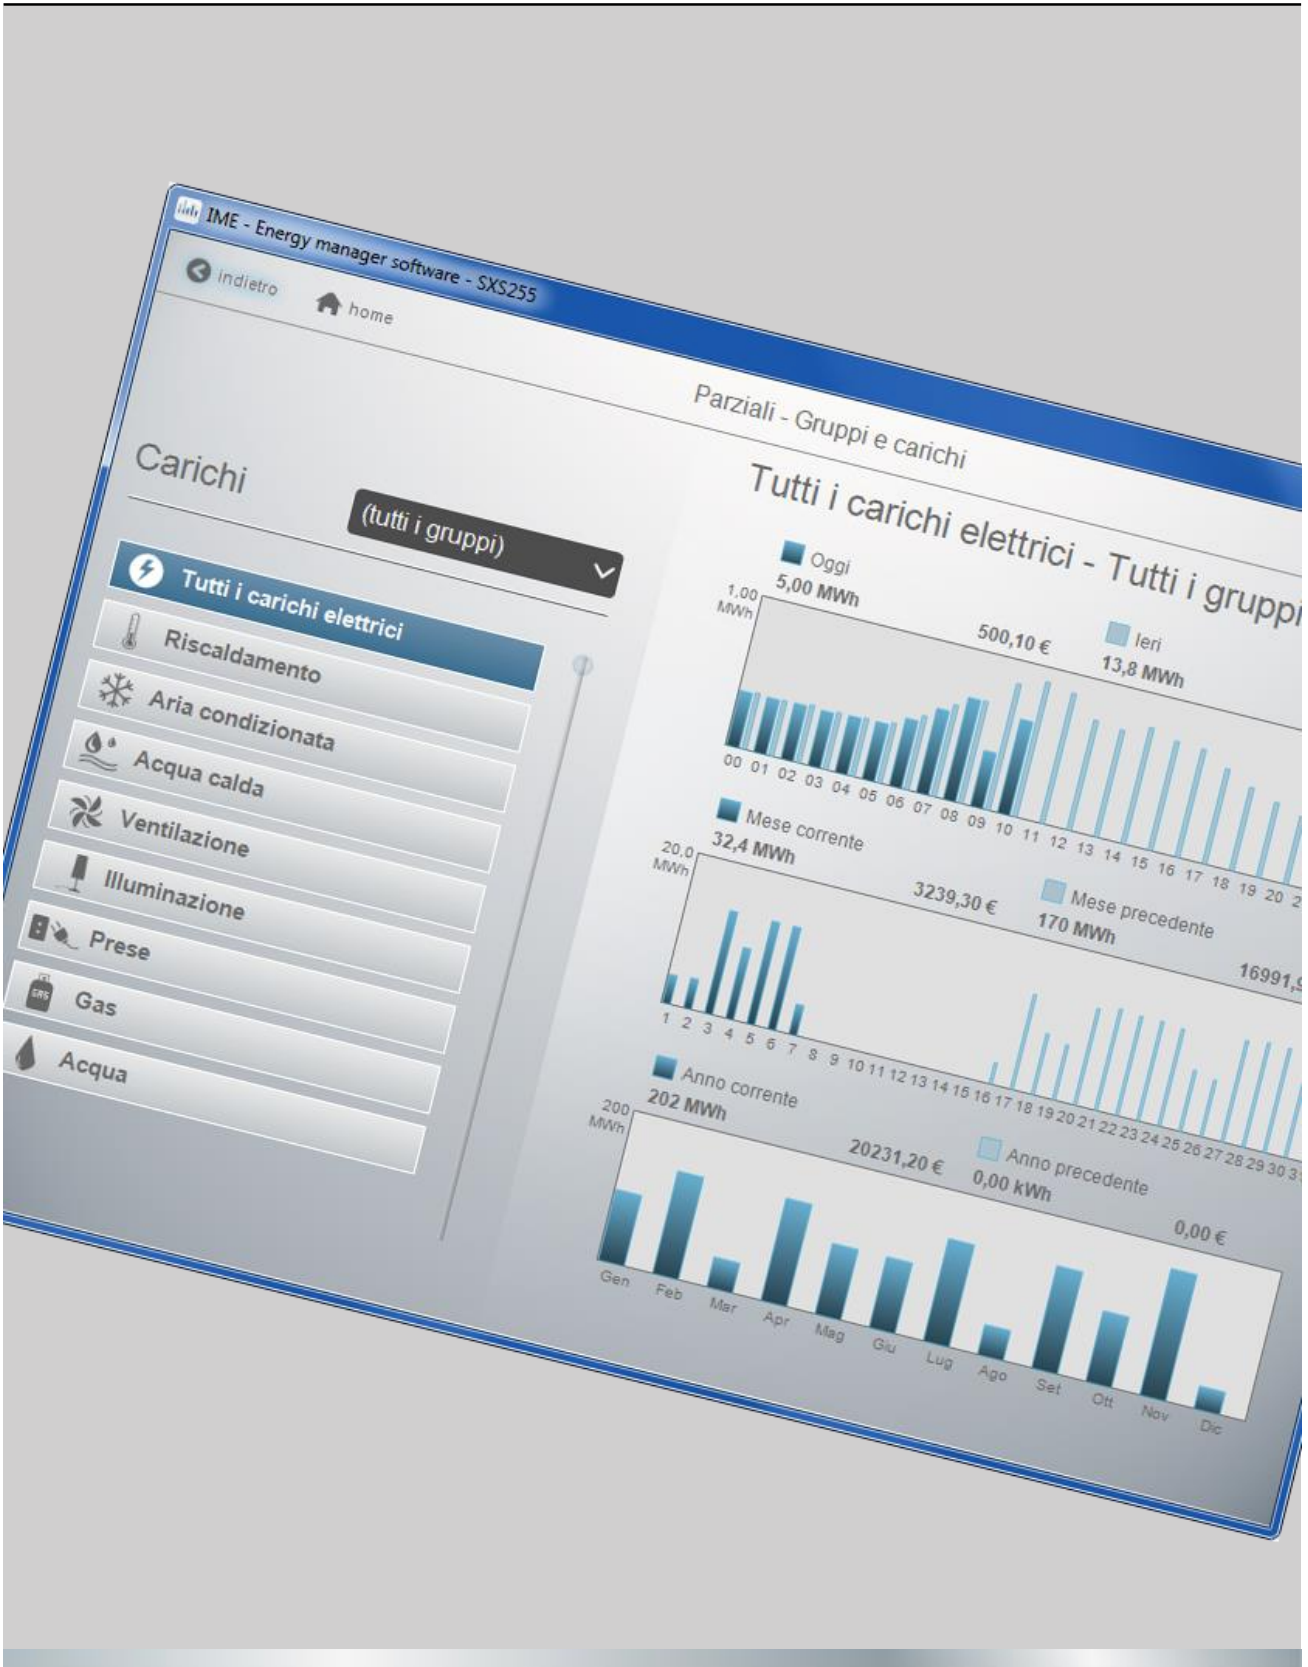 IME - Energy manager software - SXS255
indietro
home
Parziali - Gruppi e carichi
Carichi
(tutti i gruppi)
Tutti i carichi elettrici
Riscaldamento
Aria condizionata
Acqua calda
Ventilazione
Illuminazione
Prese
GAS
Gas
Acqua
Tutti i carichi elettrici - Tutti i gruppi
Oggi
5,00 MWh
500,10 €
Ieri
13,8 MWh
1.00
MWh
00 01 02 03 04 05 06 07 08 09 10 11 12 13 14 15 16 17 18 19 20
Mese corrente
32,4 MWh
3239,30 €
Mese precedente
170 MWh
16991,9
20.0
MWh
1 2 3 4 5 6 7 8 9 10 11 12 13 14 15 16 17 18 19 20 21 22 23 24 25 26 27 28 29 30 31
Anno corrente
202 MWh
20231,20 €
Anno precedente
0,00 kWh
0,00 €
200
MWh
Gen Feb Mar Apr Mag Giu Lug Ago Set Ott Nov Dic